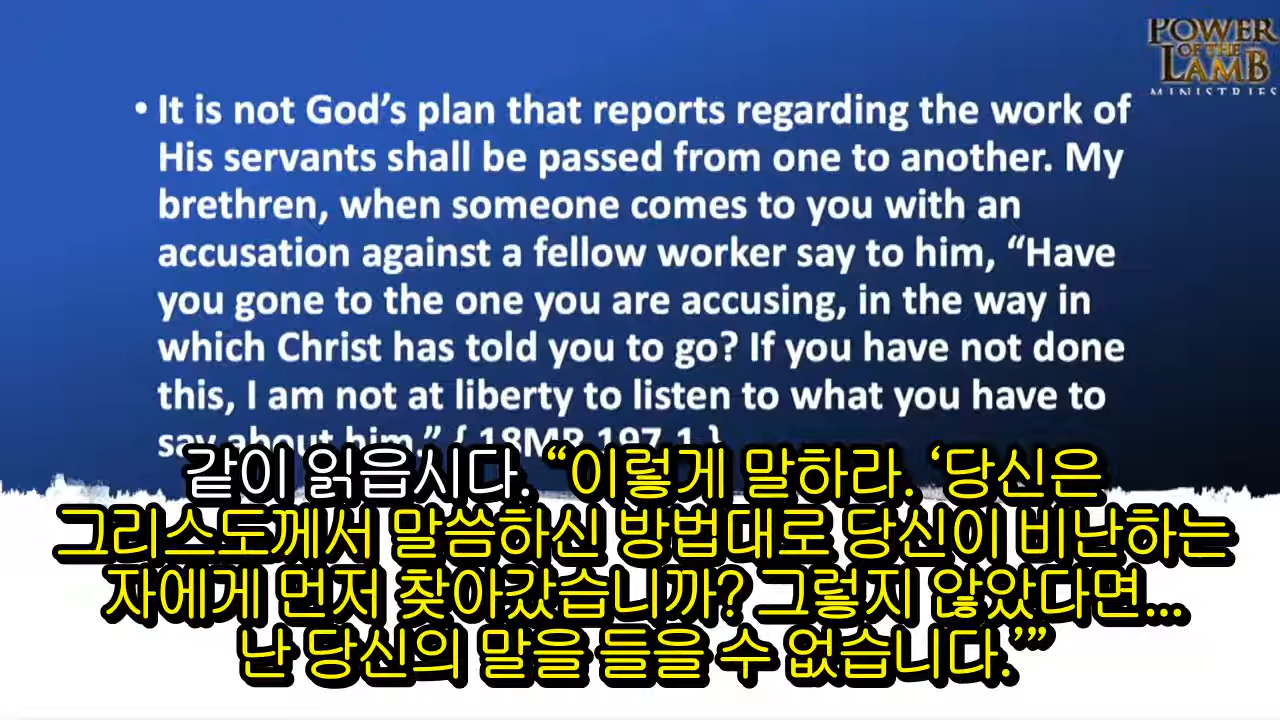 POWER
OF THE
LAMB
MINISTRIES
• It is not God’s plan that reports regarding the work of
His servants shall be passed from one to another. My
brethren, when someone comes to you with an
accusation against a fellow worker say to him, “Have
you gone to the one you are accusing, in the way in
which Christ has told you to go? If you have not done
this, I am not at liberty to listen to what you have to
say about him.” { 18MR 197.1 }
같이 읽읍시다. “이렇게 말하라. ‘당신은
그리스도께서 말씀하신 방법대로 당신이 비난하는
자에게 먼저 찾아갔습니까? 그렇지 않았다면...
난 당신의 말을 들을 수 없습니다.’”